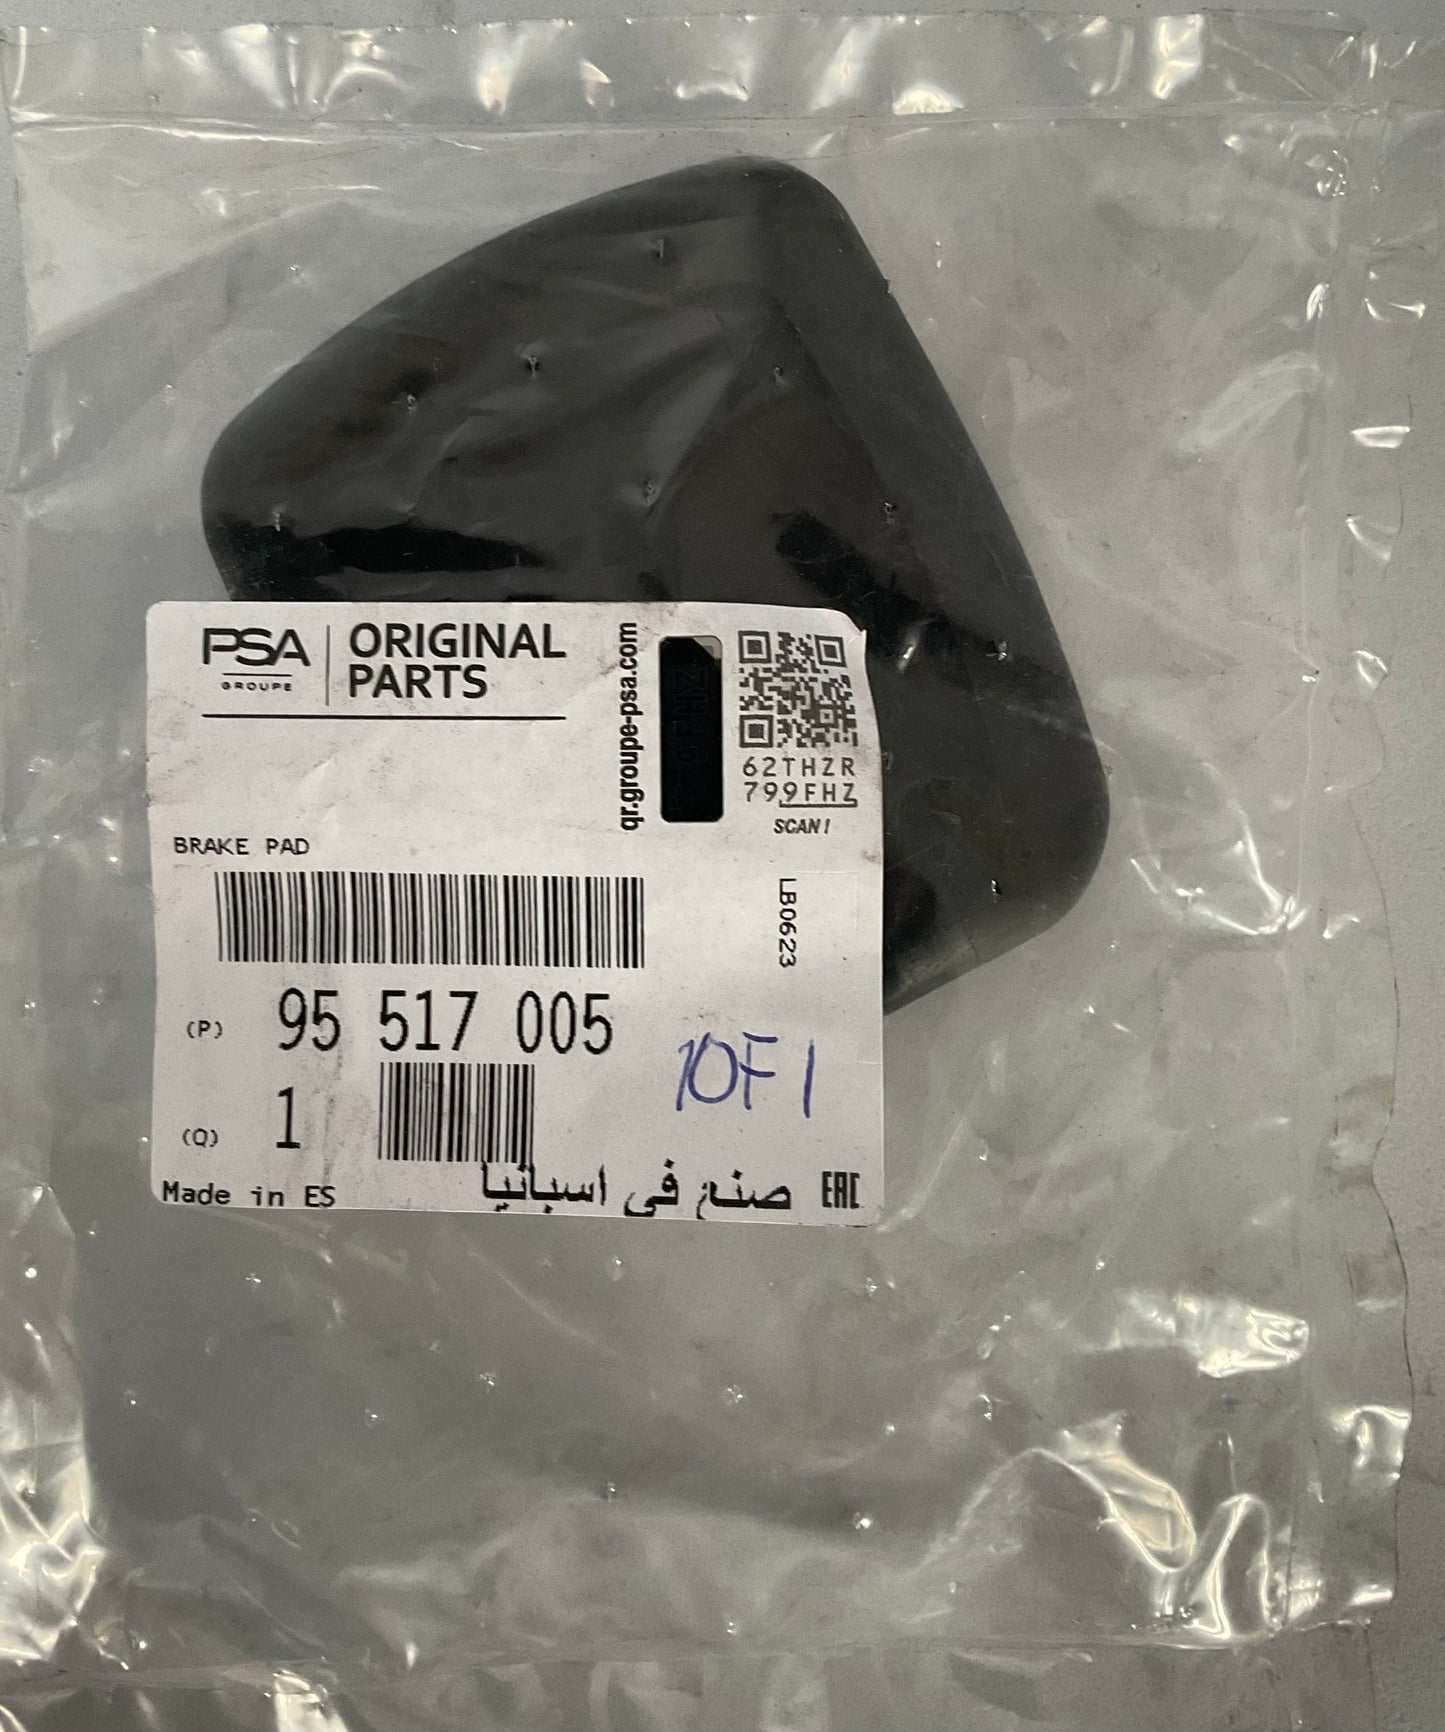 PSA
GROUPE
ORIGINAL
PARTS
qr.groupe-psa.com
62THZR
799FHZ
SCAN!
BRAKE PAD
LB0623
(P) 95 517 005
10F1
(Q) 1
Made in ES
صنع في اسبانيا
EAC